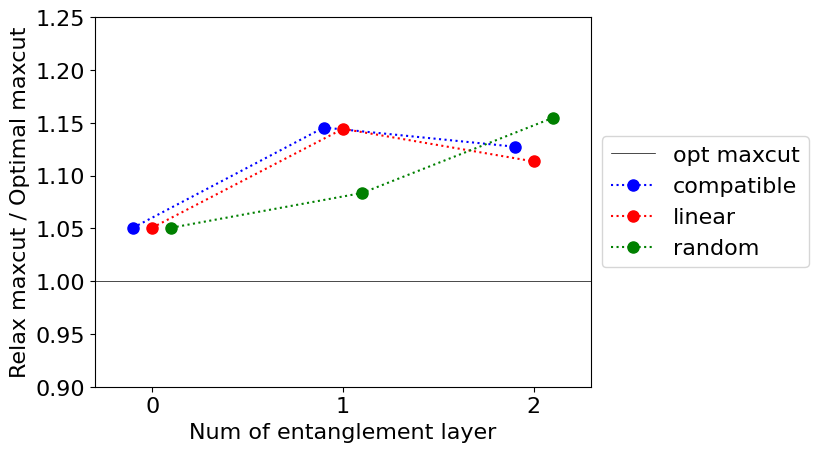 Relax maxcut / Optimal maxcut
1.25
1.20
1.15
1.10
1.05
1.00
0.95
0.90
0
1
2
Num of entanglement layer
opt maxcut
compatible
linear
random